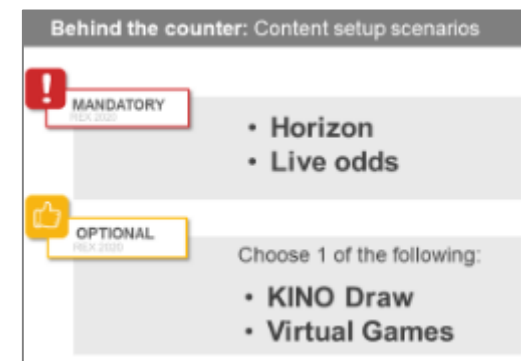 Behind the counter: Content setup scenarios
!
MANDATORY
REX 2020
• Horizon
• Live odds
OPTIONAL
REX 2020
Choose 1 of the following:
• KINO Draw
• Virtual Games